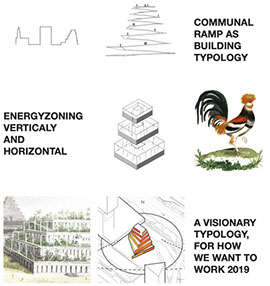 COMMUNAL
RAMP AS
BUILDING
TYPOLOGY
ENERGYZONING
VERTICALY
AND
HORIZONTAL
A VISIONARY
TYPOLOGY,
FOR HOW
WE WANT TO
WORK 2019